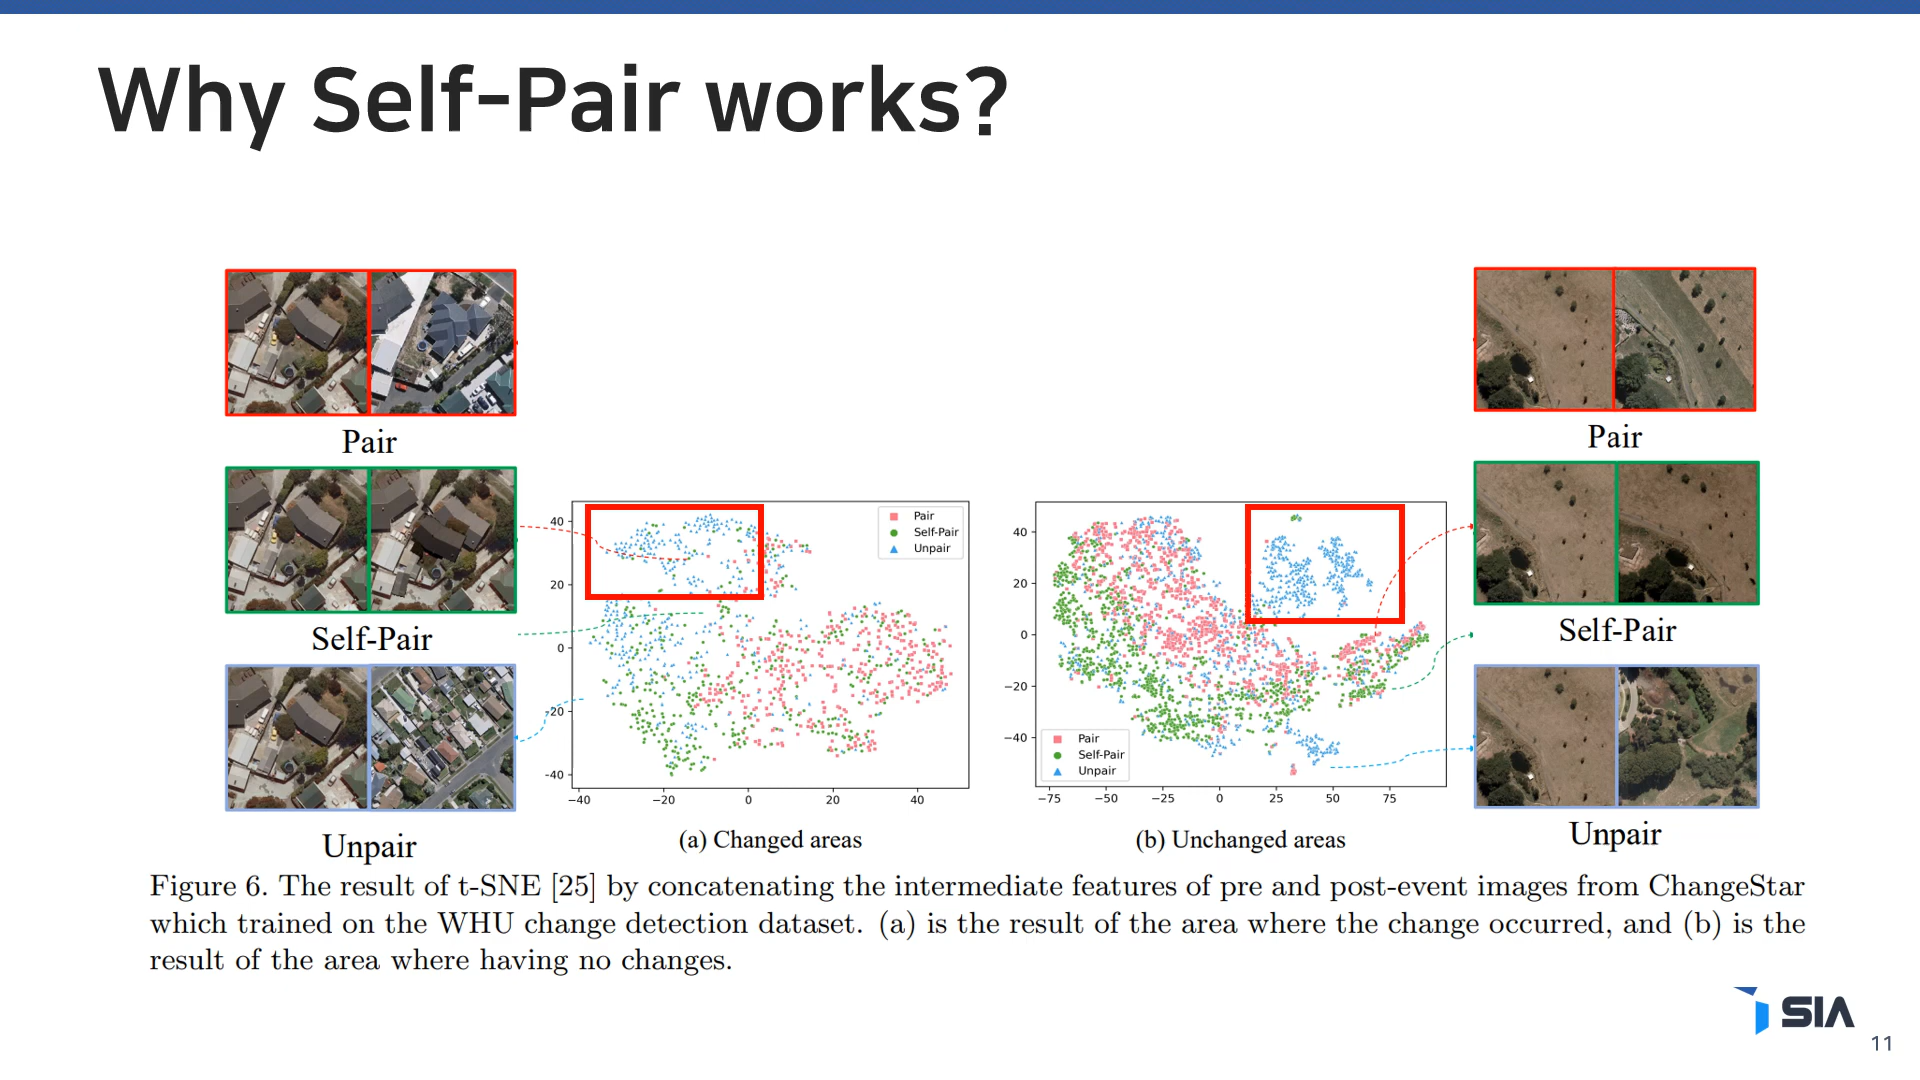 Why Self-Pair works?
Pair
Self-Pair
Unpair
Pair
Self-Pair
Unpair
40
20
0
-20
-40
−40
−20
0
20
40
Pair
Self-Pair
Unpair
(a) Changed areas
40
20
0
−20
−40
−75
−50
−25
0
25
50
75
Pair
Self-Pair
Unpair
(b) Unchanged areas
Pair
Self-Pair
Unpair
Figure 6. The result of t-SNE [25] by concatenating the intermediate features of pre and post-event images from ChangeStar
which trained on the WHU change detection dataset. (a) is the result of the area where the change occurred, and (b) is the
result of the area where having no changes.
SIA
11